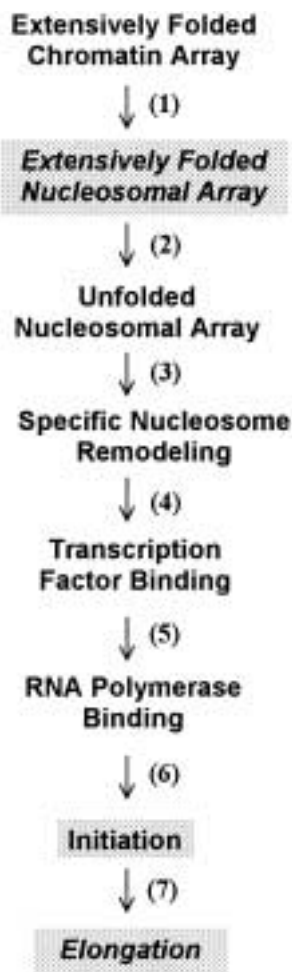 Extensively Folded
Chromatin Array
(1)
Extensively Folded
Nucleosomal Array
(2)
Unfolded
Nucleosomal Array
(3)
Specific Nucleosome
Remodeling
(4)
Transcription
Factor Binding
(5)
RNA Polymerase
Binding
(6)
Initiation
(7)
Elongation